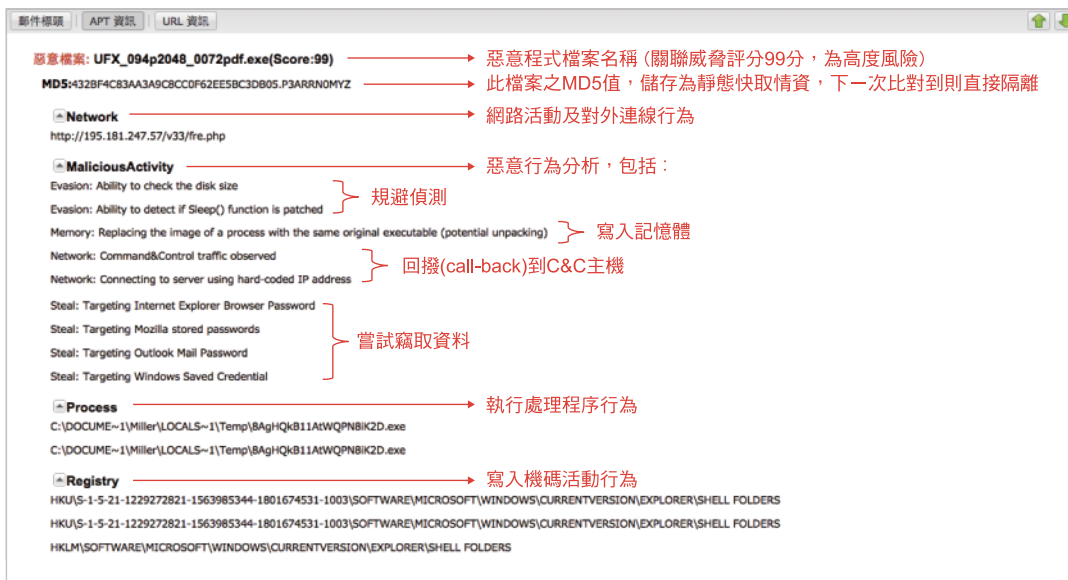 郵件標頭 APT 資訊 URL 資訊
惡意檔案: UFX_094p2048_0072pdf.exe(Score:99) 惡意程式檔案名稱 (關聯威脅評分99分，為高度風險)
MD5:432BF4C83AA3A9C8CC0F62EE5BC3DB05.P3ARRN0MYZ 此檔案之MD5值，儲存為靜態快取情資，下一次比對到則直接隔離
Network 網路活動及對外連線行為
http://195.181.247.57/v33/fre.php
MaliciousActivity 惡意行為分析，包括：
Evasion: Ability to check the disk size
規避偵測
Evasion: Ability to detect if Sleep() function is patched
Memory: Replacing the image of a process with the same original executable (potential unpacking) 寫入記憶體
Network: Command&Control traffic observed
回撥(call-back)到C&C主機
Network: Connecting to server using hard-coded IP address
Steal: Targeting Internet Explorer Browser Password
Steal: Targeting Mozilla stored passwords
嘗試竊取資料
Steal: Targeting Outlook Mail Password
Steal: Targeting Windows Saved Credential
Process 執行處理程序行為
C:\DOCUME~1\Miller\LOCALS~1\Temp\8AgHQkB11AtWQPN8iK2D.exe
C:\DOCUME~1\Miller\LOCALS~1\Temp\8AgHQkB11AtWQPN8iK2D.exe
Registry 寫入機碼活動行為
HKU\S-1-5-21-1229272821-1563985344-1801674531-1003\SOFTWARE\MICROSOFT\WINDOWS\CURRENTVERSION\EXPLORER\SHELL FOLDERS
HKU\S-1-5-21-1229272821-1563985344-1801674531-1003\SOFTWARE\MICROSOFT\WINDOWS\CURRENTVERSION\EXPLORER\SHELL FOLDERS
HKLM\SOFTWARE\MICROSOFT\WINDOWS\CURRENTVERSION\EXPLORER\SHELL FOLDERS